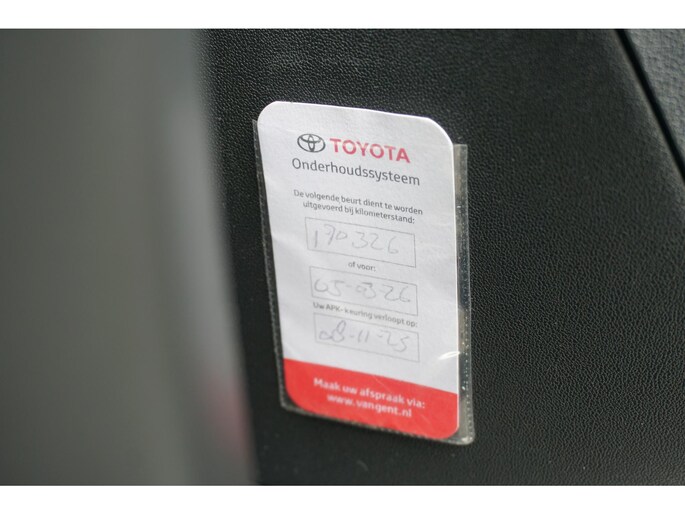 TOYOTA
Onderhoudssysteem
De volgende beurt dient te worden
uitgevoerd bij kilometerstand:
170326
of voor:
05-03-26
Uw APK-keuring verloopt op:
08-11-25
Maak uw afspraak via:
www.vangent.nl